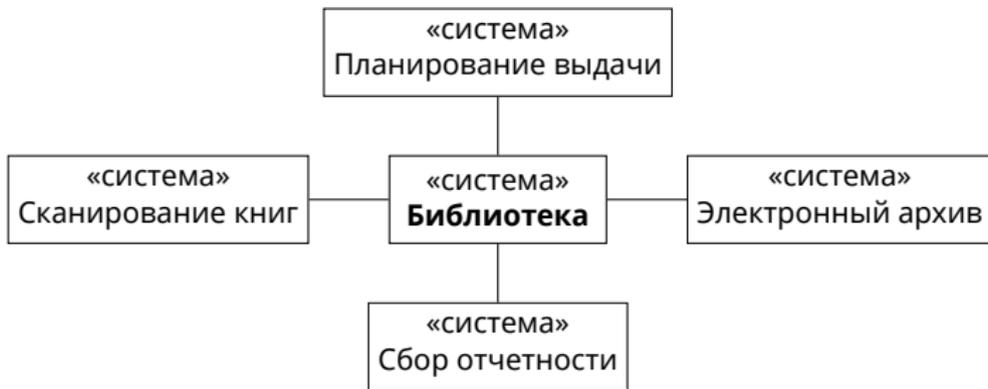 «система»
Планирование выдачи
«система»
Сканирование книг
«система»
Библиотека
«система»
Электронный архив
«система»
Сбор отчетности